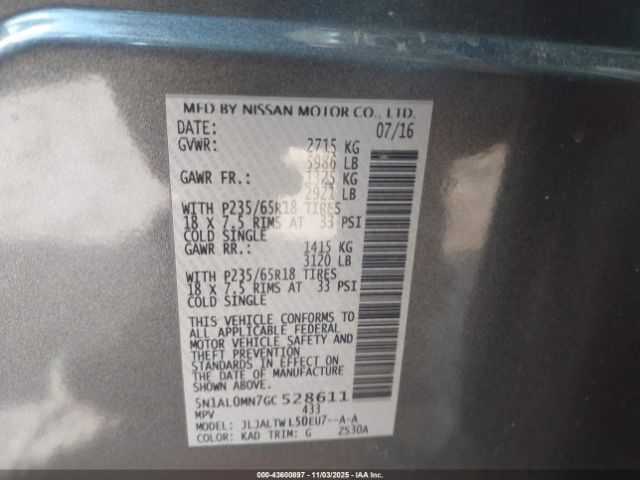 MFD BY NISSAN MOTOR CO., LTD.
DATE: 07/16
GVWR: 2715 KG
5986 LB
GAWR FR.: 1325 KG
2921 LB
WITH P235/65R18 TIRES
18 X 7.5 RIMS AT 33 PSI
COLD SINGLE
GAWR RR.: 1415 KG
3120 LB
WITH P235/65R18 TIRES
18 X 7.5 RIMS AT 33 PSI
COLD SINGLE
THIS VEHICLE CONFORMS TO
ALL APPLICABLE FEDERAL
MOTOR VEHICLE SAFETY AND
THEFT PREVENTION
STANDARDS IN EFFECT ON
THE DATE OF MANUFACTURE
SHOWN ABOVE.
5N1AL0MN7GC528611
MPV 433
MODEL: JLJALTWL50EU7--A-A
COLOR: KAD TRIM: G ZS30A
#0 - 43600897 - 11/03/2025 - IAA Inc.